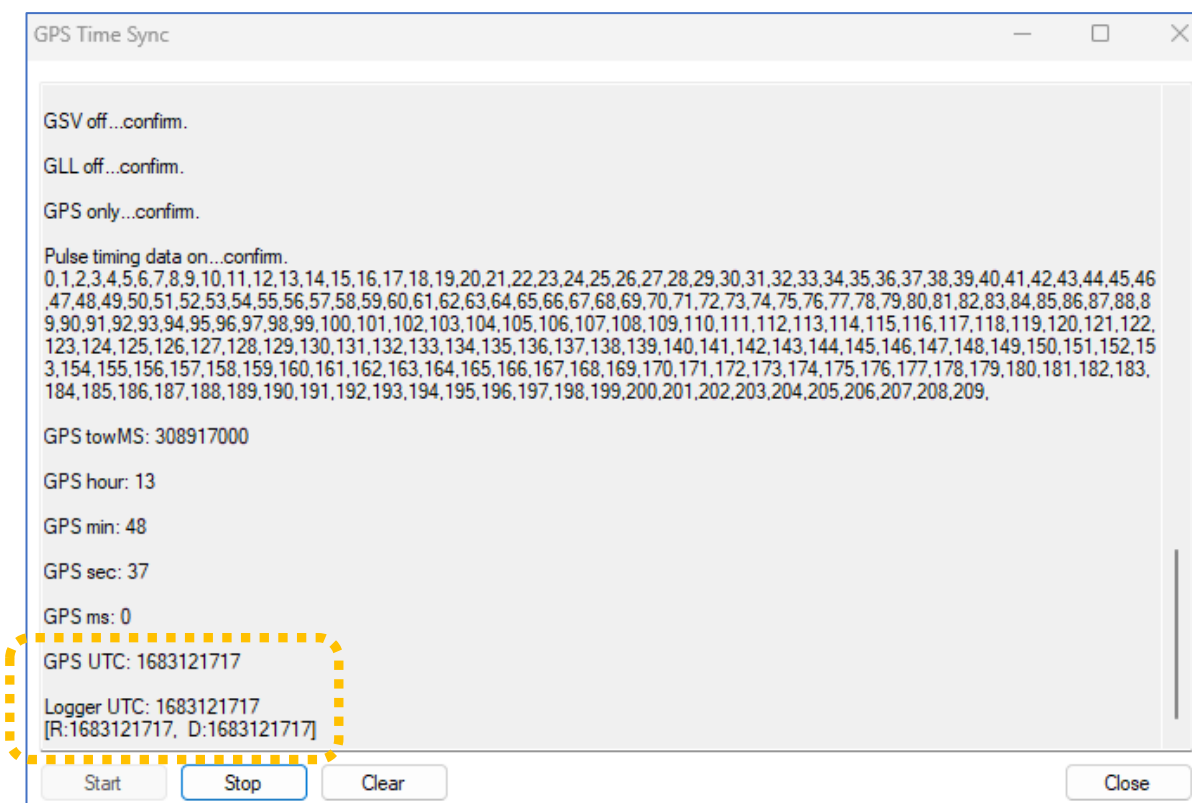 GPS Time Sync
GSV off...confirm.
GLL off...confirm.
GPS only...confirm.
Pulse timing data on...confirm.
0,1,2,3,4,5,6,7,8,9,10,11,12,13,14,15,16,17,18,19,20,21,22,23,24,25,26,27,28,29,30,31,32,33,34,35,36,37,38,39,40,41,42,43,44,45,46
,47,48,49,50,51,52,53,54,55,56,57,58,59,60,61,62,63,64,65,66,67,68,69,70,71,72,73,74,75,76,77,78,79,80,81,82,83,84,85,86,87,88,8
9,90,91,92,93,94,95,96,97,98,99,100,101,102,103,104,105,106,107,108,109,110,111,112,113,114,115,116,117,118,119,120,121,122,
123,124,125,126,127,128,129,130,131,132,133,134,135,136,137,138,139,140,141,142,143,144,145,146,147,148,149,150,151,152,15
3,154,155,156,157,158,159,160,161,162,163,164,165,166,167,168,169,170,171,172,173,174,175,176,177,178,179,180,181,182,183,
184,185,186,187,188,189,190,191,192,193,194,195,196,197,198,199,200,201,202,203,204,205,206,207,208,209,
GPS towMS: 308917000
GPS hour: 13
GPS min: 48
GPS sec: 37
GPS ms: 0
GPS UTC: 1683121717
Logger UTC: 1683121717
[R:1683121717, D:1683121717]
Start Stop Clear Close